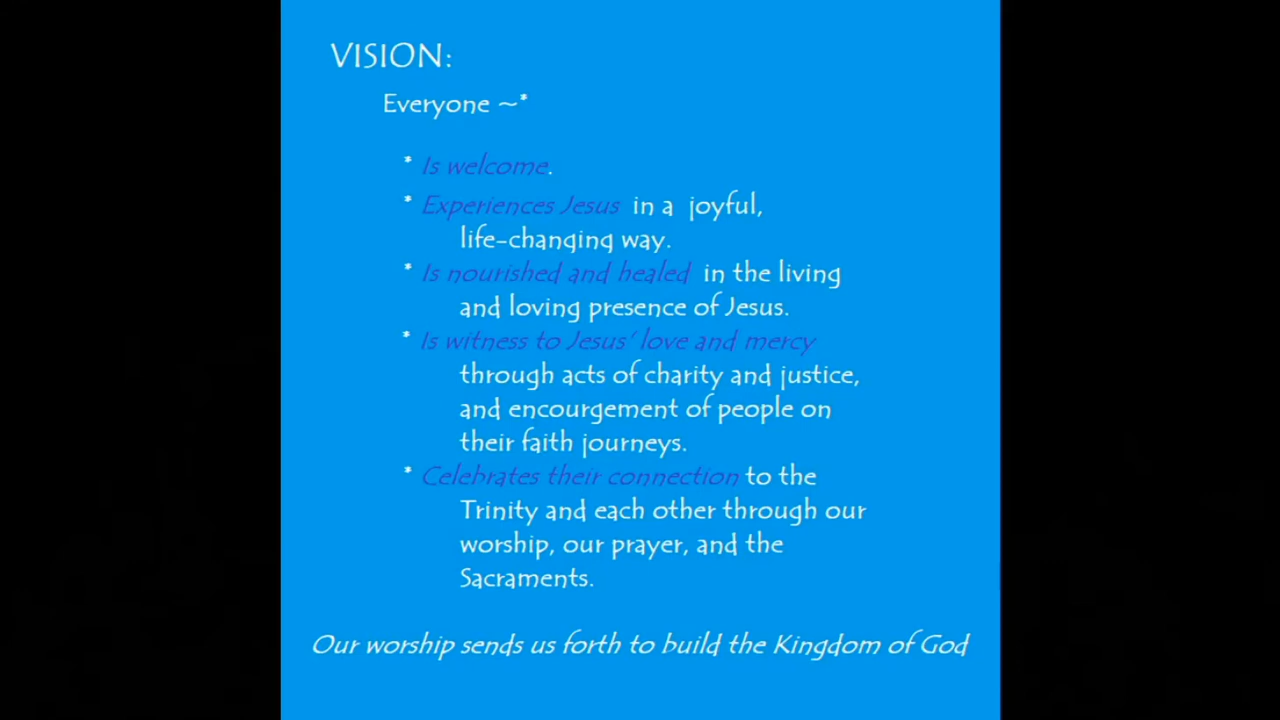 VISION:
Everyone ~*
* Is welcome.
* Experiences Jesus in a joyful,
life-changing way.
* Is nourished and healed in the living
and loving presence of Jesus.
* Is witness to Jesus' love and mercy
through acts of charity and justice,
and encourgement of people on
their faith journeys.
* Celebrates their connection to the
Trinity and each other through our
worship, our prayer, and the
Sacraments.
Our worship sends us forth to build the Kingdom of God